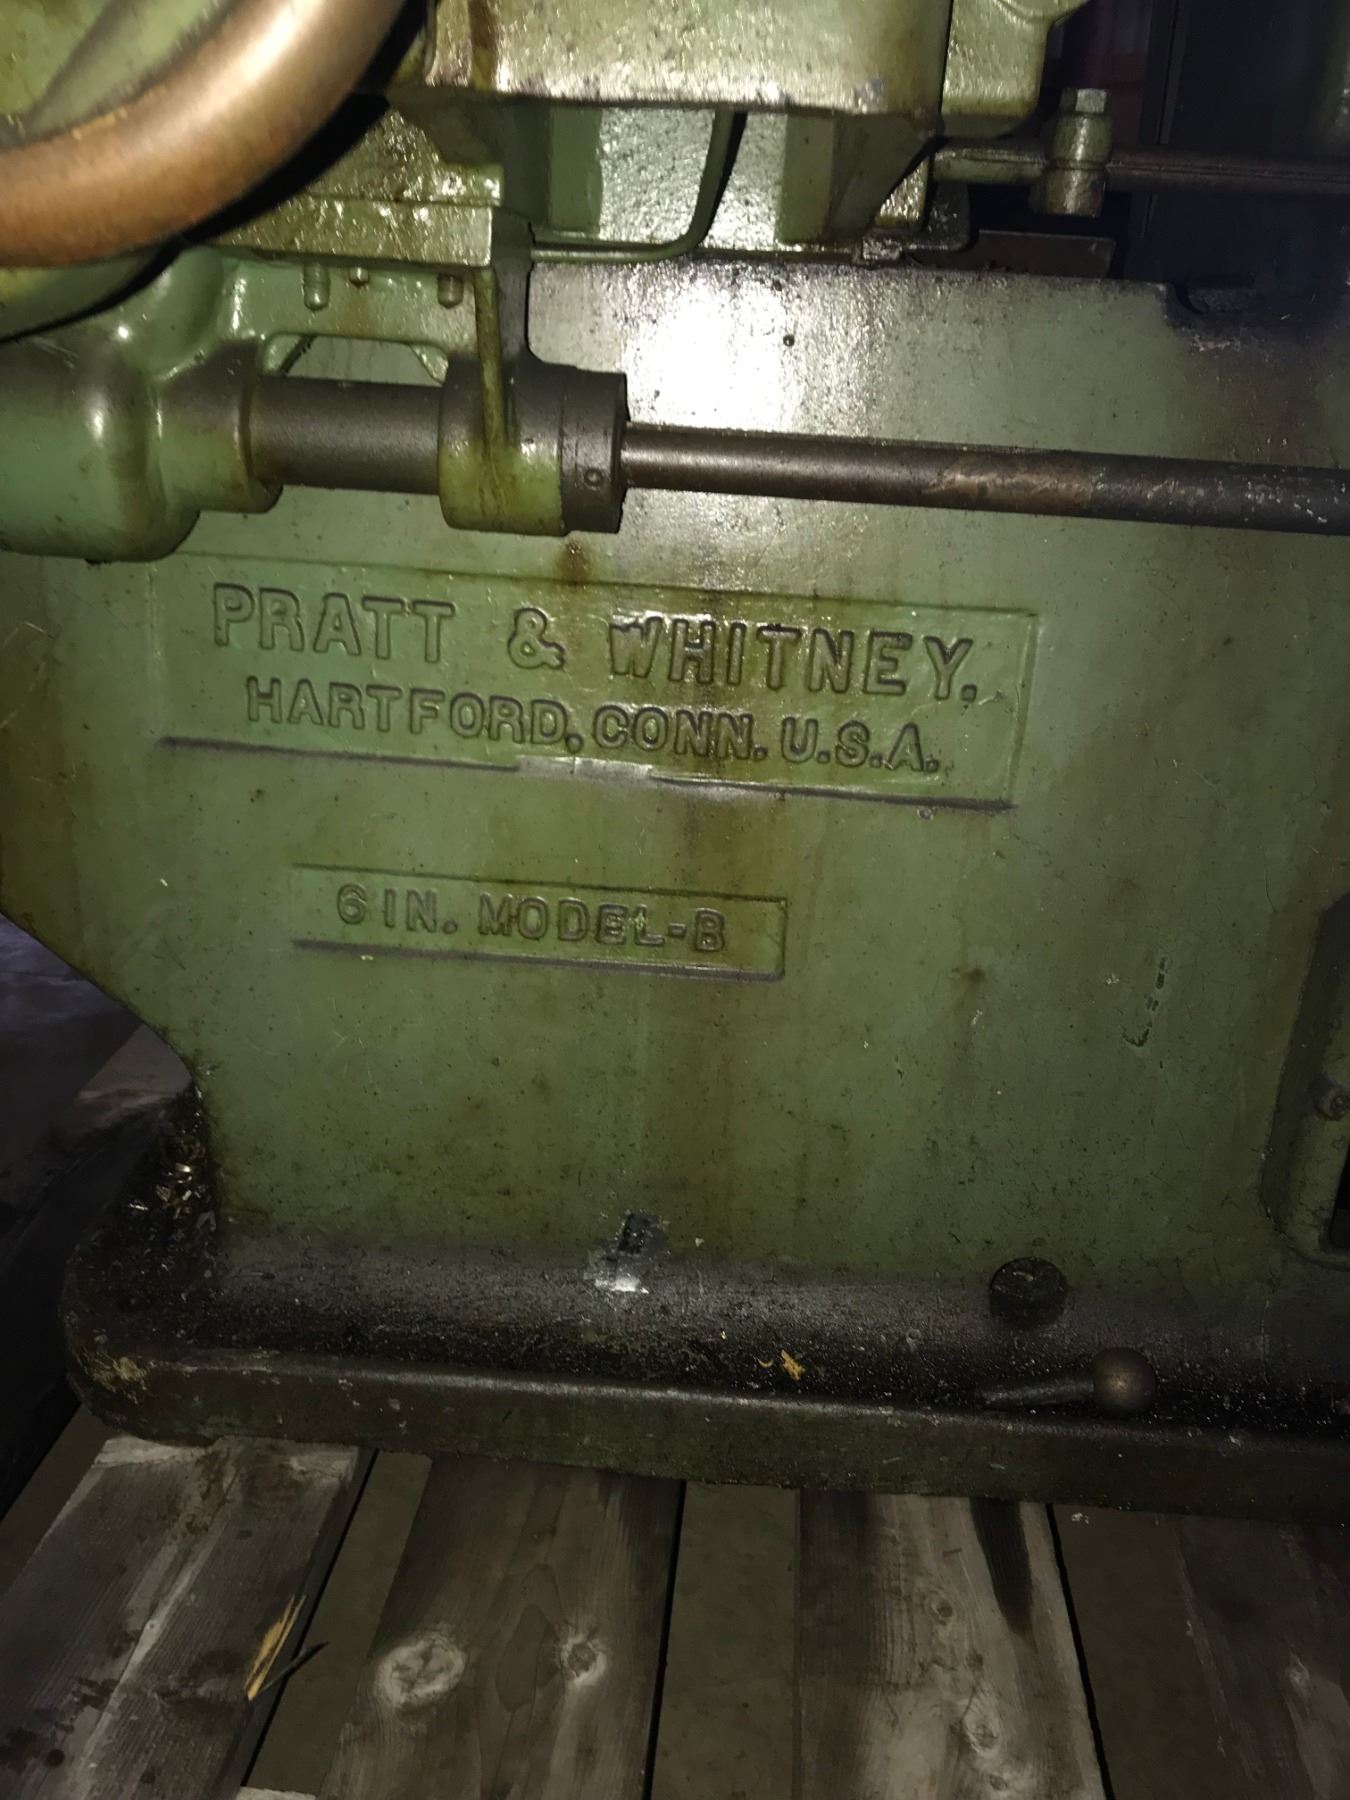 PRATT & WHITNEY.
HARTFORD, CONN. U.S.A.
6 IN. MODEL-B